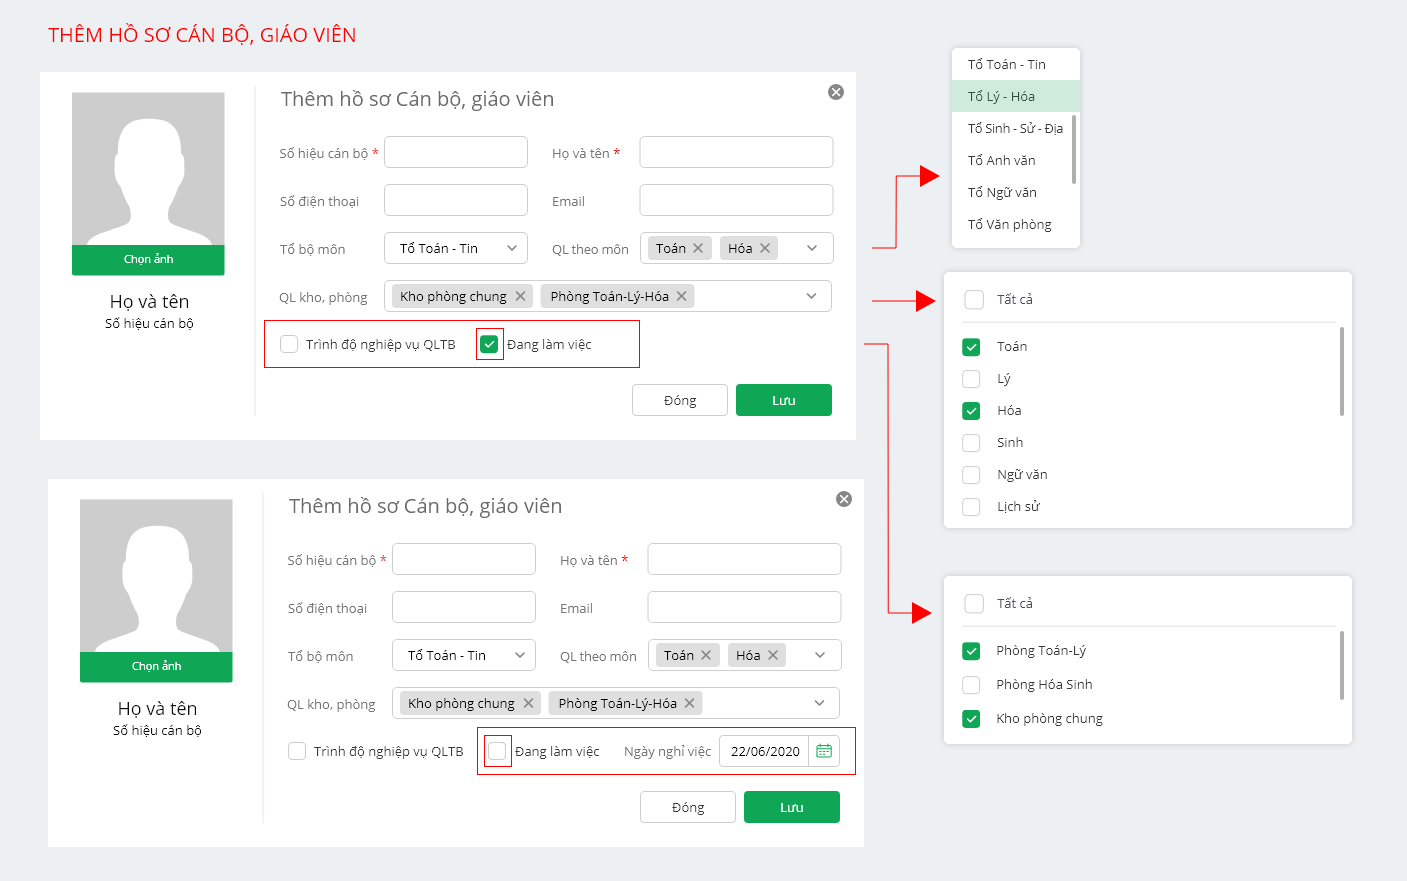 THÊM HỒ SƠ CÁN BỘ, GIÁO VIÊN
Thêm hồ sơ Cán bộ, giáo viên
Số hiệu cán bộ *
Họ và tên *
Số điện thoại
Email
Tổ bộ môn
Tổ Toán - Tin
QL theo môn
Toán
Hóa
QL kho, phòng
Kho phòng chung
Phòng Toán-Lý-Hóa
Trình độ nghiệp vụ QLTB
Đang làm việc
Đóng
Lưu
Chọn ảnh
Họ và tên
Số hiệu cán bộ
Tổ Toán - Tin
Tổ Lý - Hóa
Tổ Sinh - Sử - Địa
Tổ Anh văn
Tổ Ngữ văn
Tổ Văn phòng
Tất cả
Toán
Lý
Hóa
Sinh
Ngữ văn
Lịch sử
Thêm hồ sơ Cán bộ, giáo viên
Số hiệu cán bộ *
Họ và tên *
Số điện thoại
Email
Tổ bộ môn
Tổ Toán - Tin
QL theo môn
Toán
Hóa
QL kho, phòng
Kho phòng chung
Phòng Toán-Lý-Hóa
Trình độ nghiệp vụ QLTB
Đang làm việc
Ngày nghỉ việc
22/06/2020
Đóng
Lưu
Chọn ảnh
Họ và tên
Số hiệu cán bộ
Tất cả
Phòng Toán-Lý
Phòng Hóa Sinh
Kho phòng chung